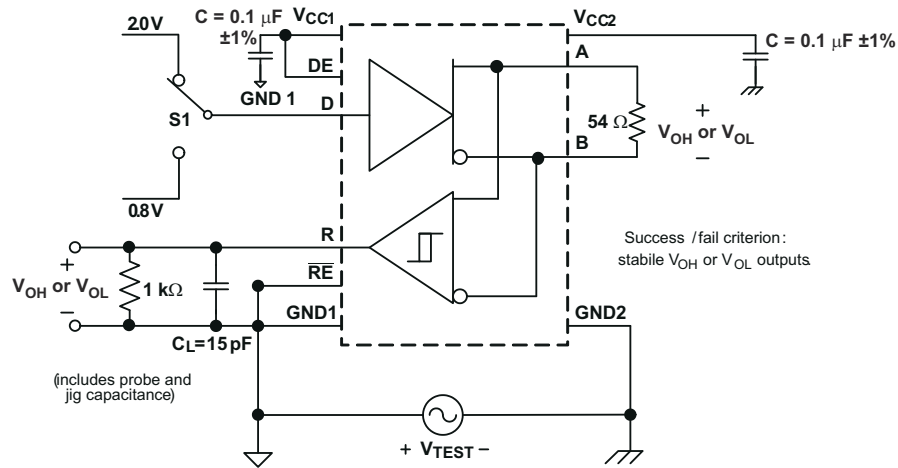 2.0V
C = 0.1 µF
±1%
VCC1
VCC2
C = 0.1 µF ±1%
DE
GND 1
A
D
S1
54 Ω
+
VOH or VOL
–
B
0.8V
R
Success /fail criterion:
stabile VOH or VOL outputs.
+
VOH or VOL
–
1 kΩ
RE
GND1
GND2
CL=15 pF
(includes probe and
jig capacitance)
+ VTEST –